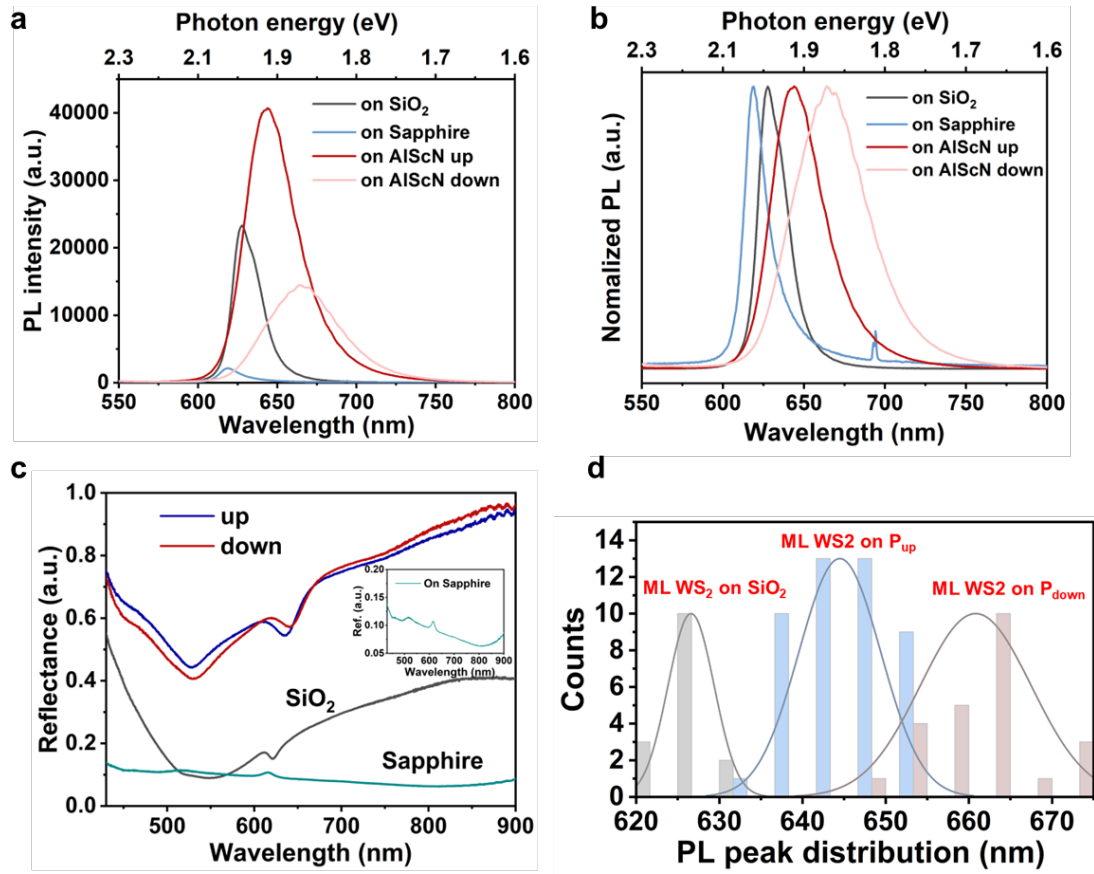 a
Photon energy (eV)
2.3 2.1 1.9 1.8 1.7 1.6
on SiO₂
on Sapphire
on AlScN up
on AlScN down
PL intensity (a.u.)
40000
30000
20000
10000
0
550 600 650 700 750 800
Wavelength (nm)
b
Photon energy (eV)
2.3 2.1 1.9 1.8 1.7 1.6
on SiO₂
on Sapphire
on AlScN up
on AlScN down
Nomalized PL (a.u.)
550 600 650 700 750 800
Wavelength (nm)
c
up
down
Reflectance (a.u.)
1.0
0.8
0.6
0.4
0.2
0.0
On Sapphire
Ref. (a.u.)
0.20
0.15
0.10
0.05
500 600 700 800 900
Wavelength (nm)
SiO₂
Sapphire
500 600 700 800 900
Wavelength (nm)
d
ML WS2 on Pup
ML WS₂ on SiO₂
ML WS2 on Pdown
Counts
14
12
10
8
6
4
2
0
620 630 640 650 660 670
PL peak distribution (nm)